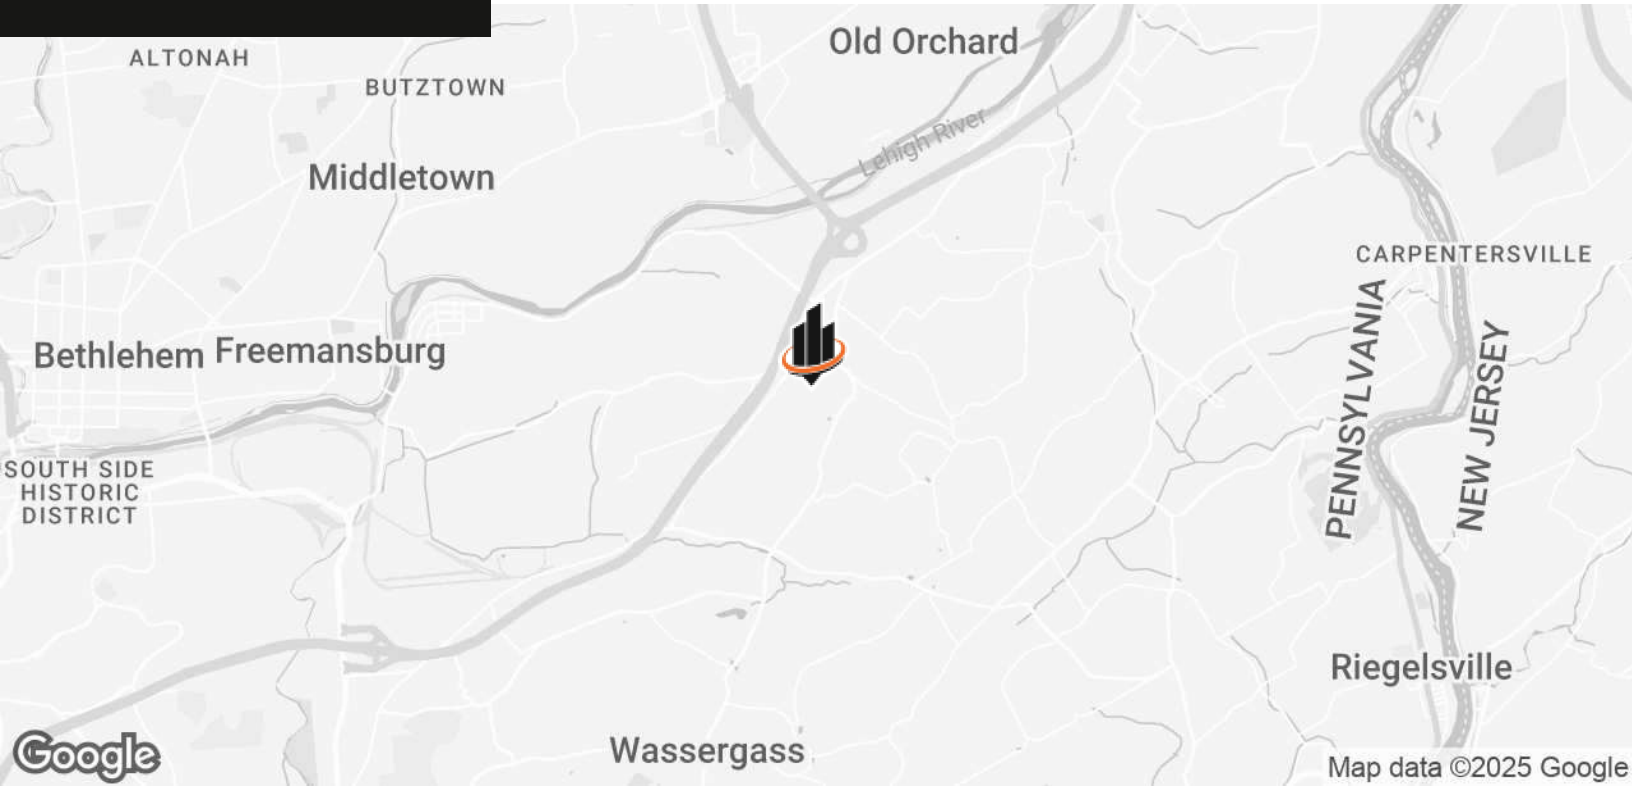 Old Orchard
ALTONAH
BUTZTOWN
Lehigh River
Middletown
CARPENTERSVILLE
PENNSYLVANIA
NEW JERSEY
Bethlehem
Freemansburg
SOUTH SIDE
HISTORIC
DISTRICT
Riegelsville
Wassergass
Google
Map data ©2025 Google